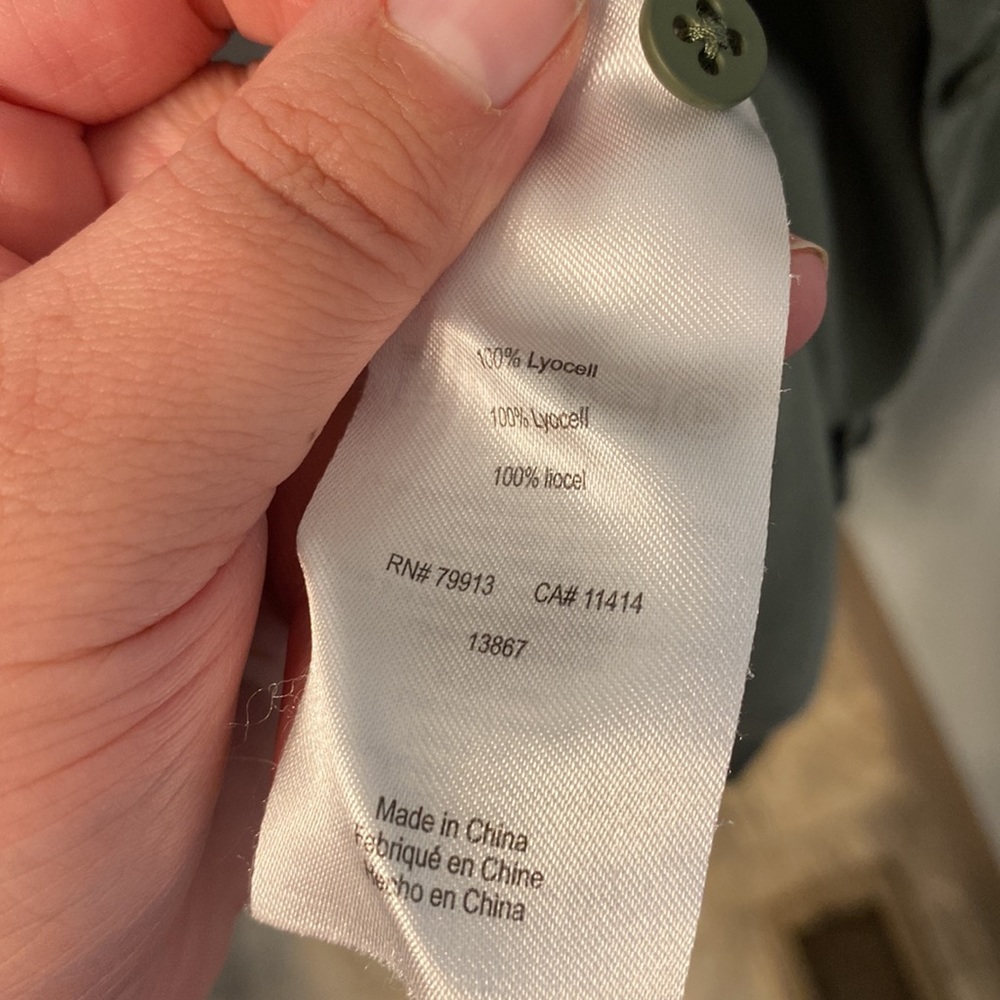 100% Lyocell
100% Lyocell
100% liocel
RN# 79913 CA# 11414
13867
Made in China
Fabriqué en Chine
Hecho en China